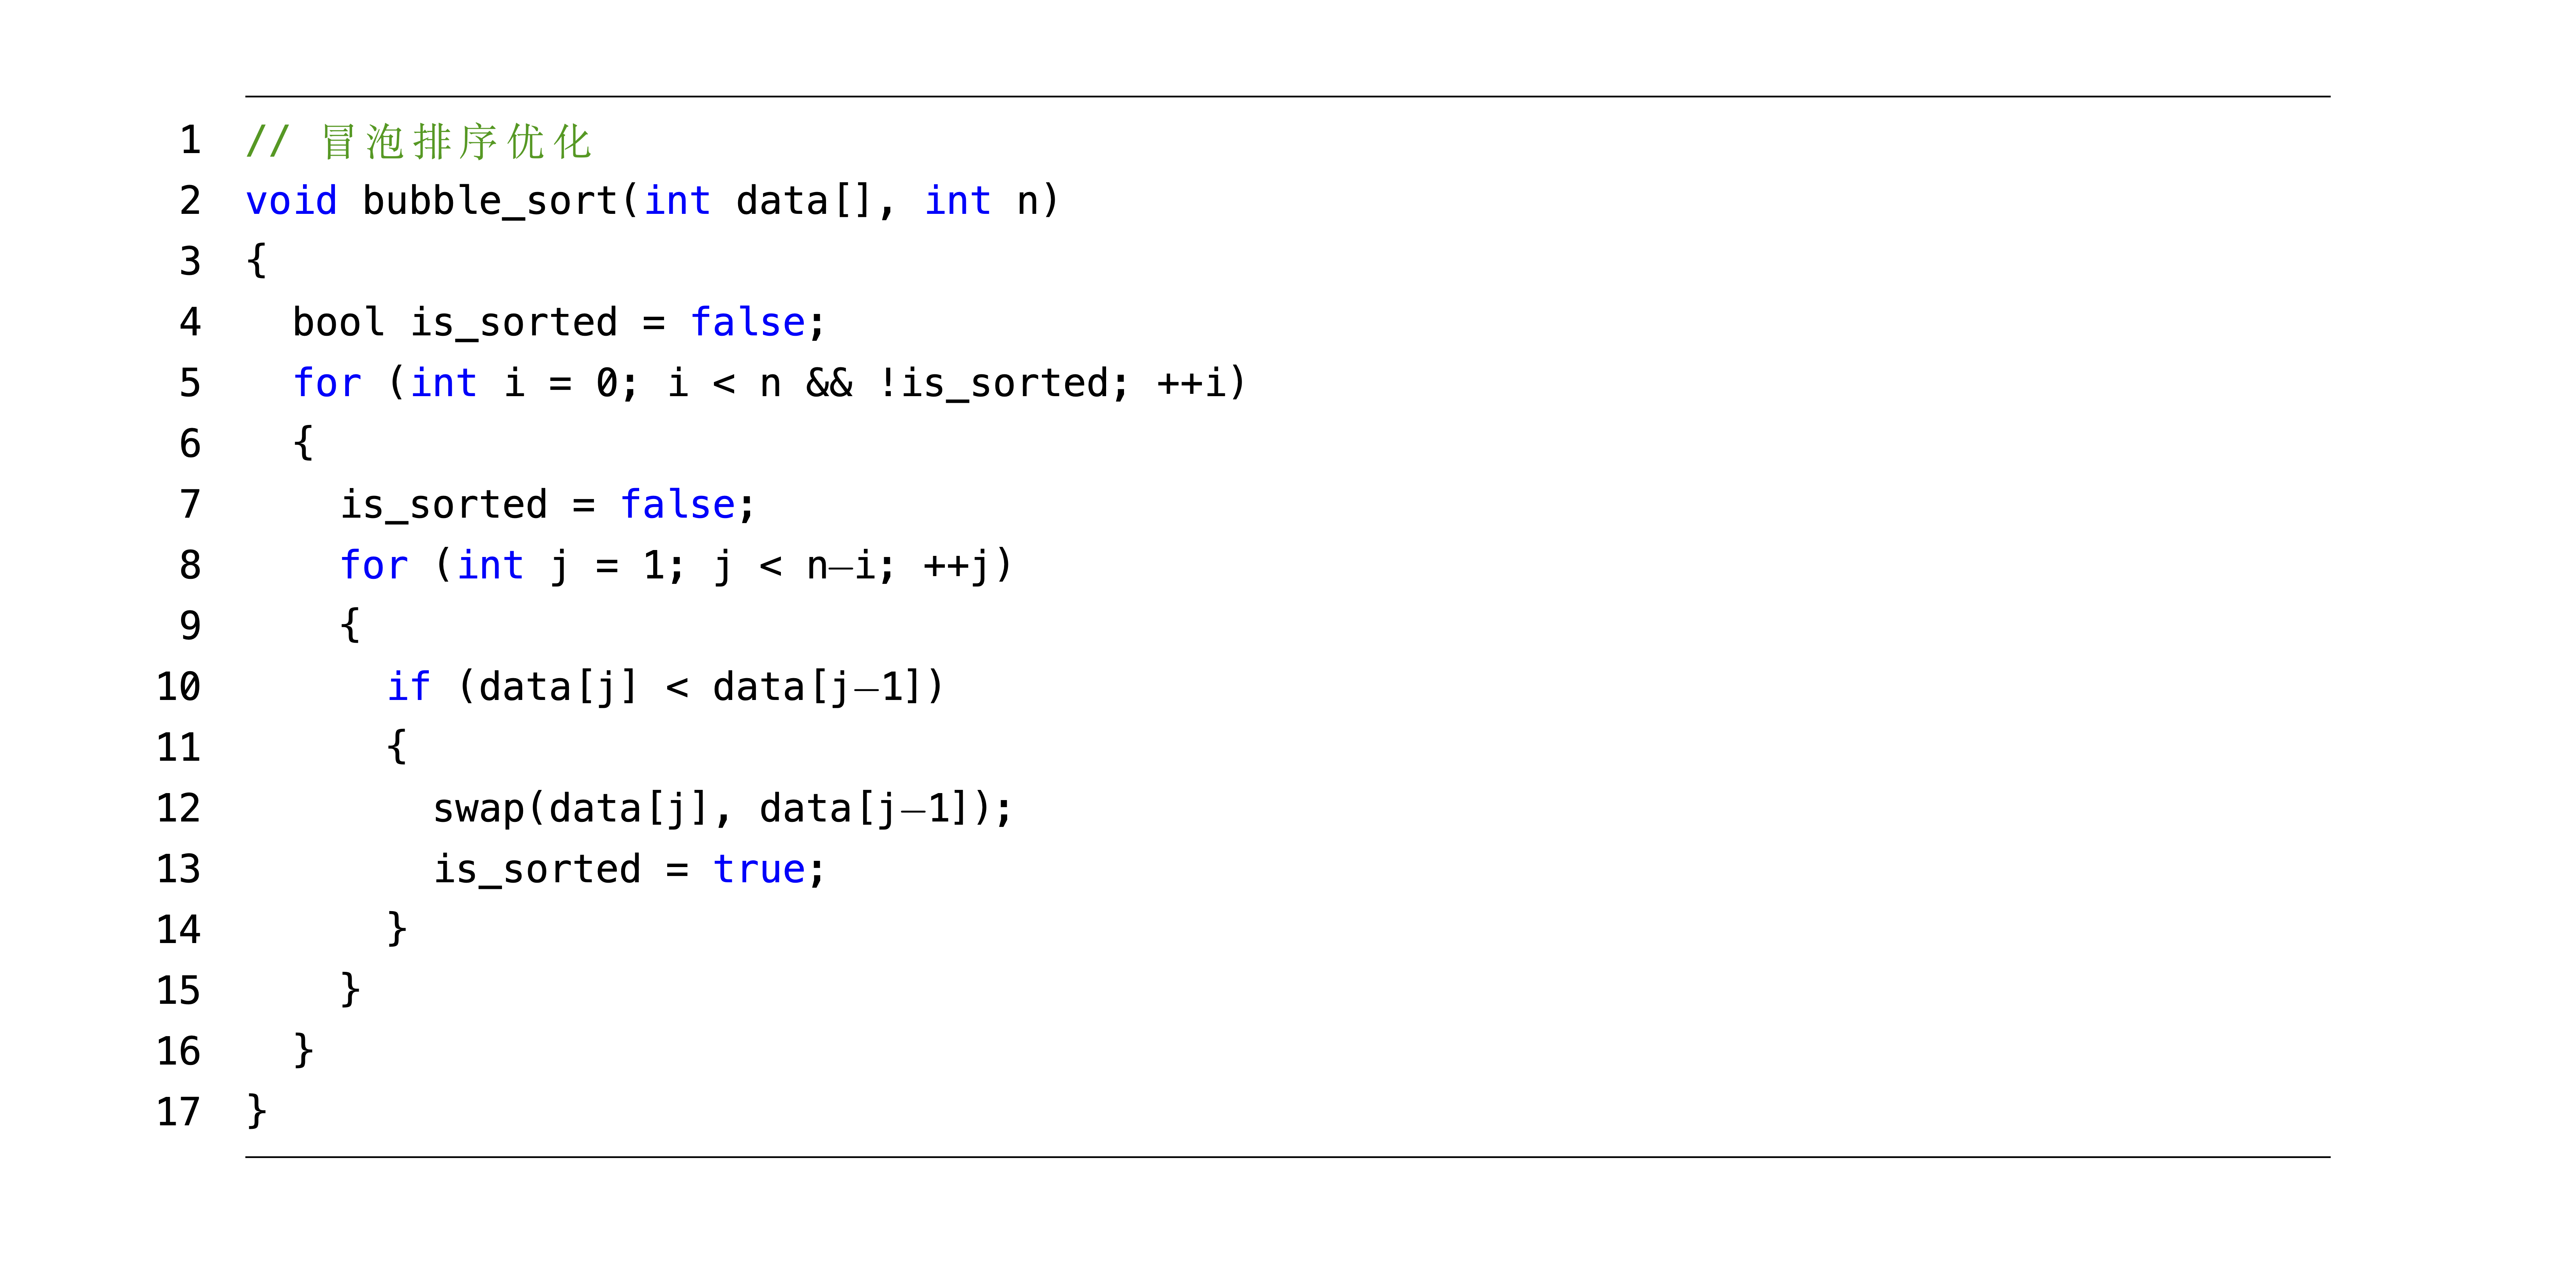 1 // 冒泡排序优化
2 void bubble_sort(int data[], int n)
3 {
4   bool is_sorted = false;
5   for (int i = 0; i < n && !is_sorted; ++i)
6   {
7     is_sorted = false;
8     for (int j = 1; j < n−i; ++j)
9     {
10       if (data[j] < data[j−1])
11       {
12         swap(data[j], data[j−1]);
13         is_sorted = true;
14       }
15     }
16   }
17 }